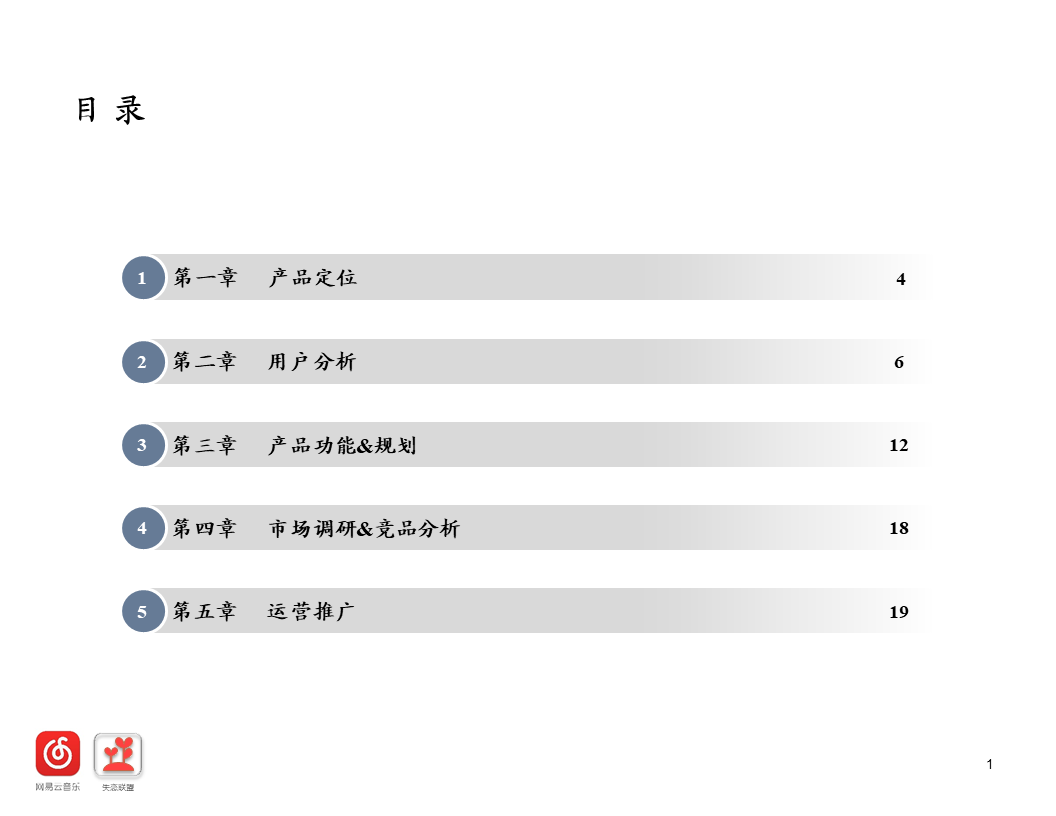 目 录
1 第一章 产品定位 4
2 第二章 用户分析 6
3 第三章 产品功能&规划 12
4 第四章 市场调研&竞品分析 18
5 第五章 运营推广 19
网易云音乐 失恋联盟
1